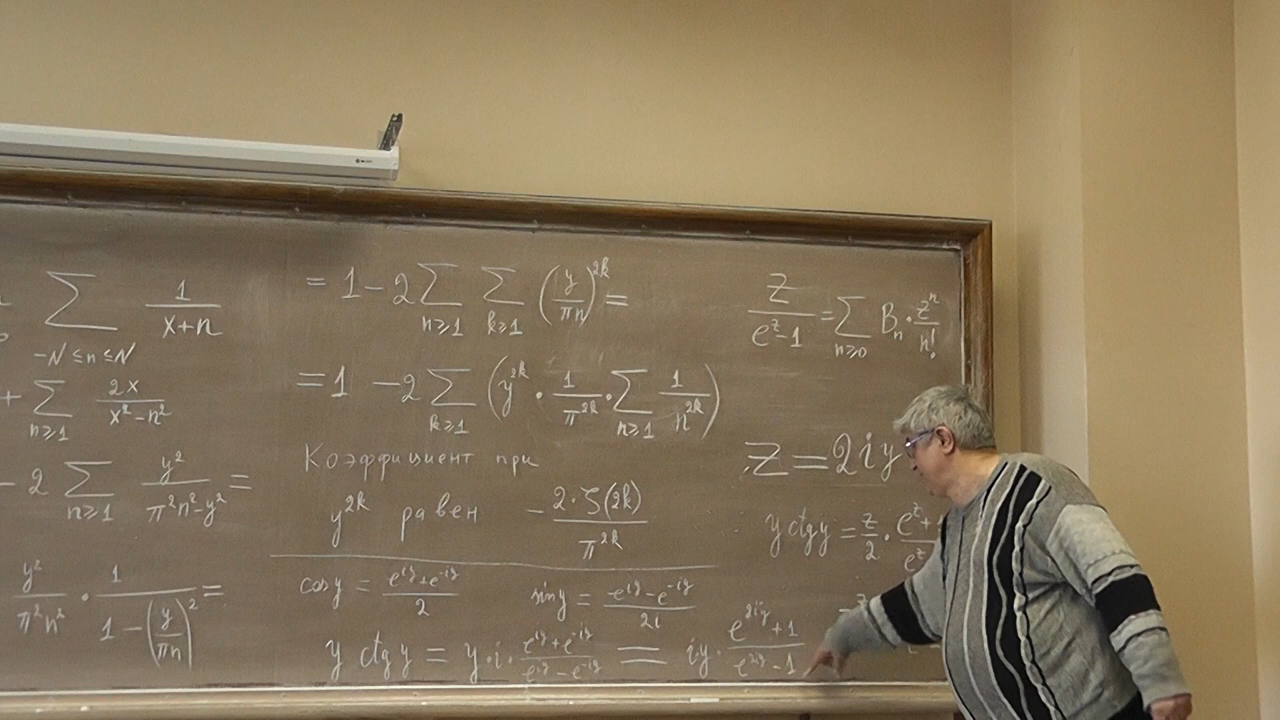 ∑_{-N≤n≤N} 1/(x+n)
+ ∑_{n≥1} 2x/(x²-n²)
- 2 ∑_{n≥1} y²/(π²n²-y²) =
y²/(π²n²) · 1/(1-(y/(πn))²) =
= 1-2 ∑_{n≥1} ∑_{k≥1} (y/(πn))^{2k} =
= 1 -2 ∑_{k≥1} (y^{2k} · 1/π^{2k} · ∑_{n≥1} 1/n^{2k})
Коэффициент при
y^{2k} равен - 2·ζ(2k)/π^{2k}
cos y = (e^{iy}+e^{-iy})/2 sin y = (e^{iy}-e^{-iy})/2i
y ctg y = y·i·(e^{iy}+e^{-iy})/(e^{iy}-e^{-iy}) = iy·(e^{2iy}+1)/(e^{2iy}-1)
z/(e^z-1) = ∑_{n≥0} B_n · z^n/n!
z=2iy
y ctg y = z/2 ·